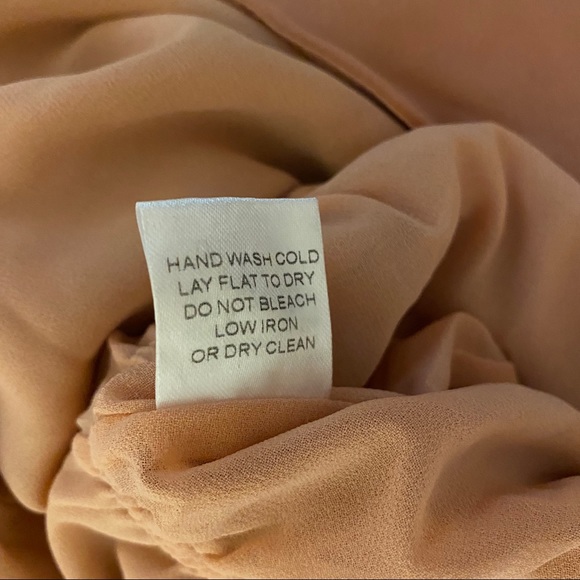 HAND WASH COLD
LAY FLAT TO DRY
DO NOT BLEACH
LOW IRON
OR DRY CLEAN